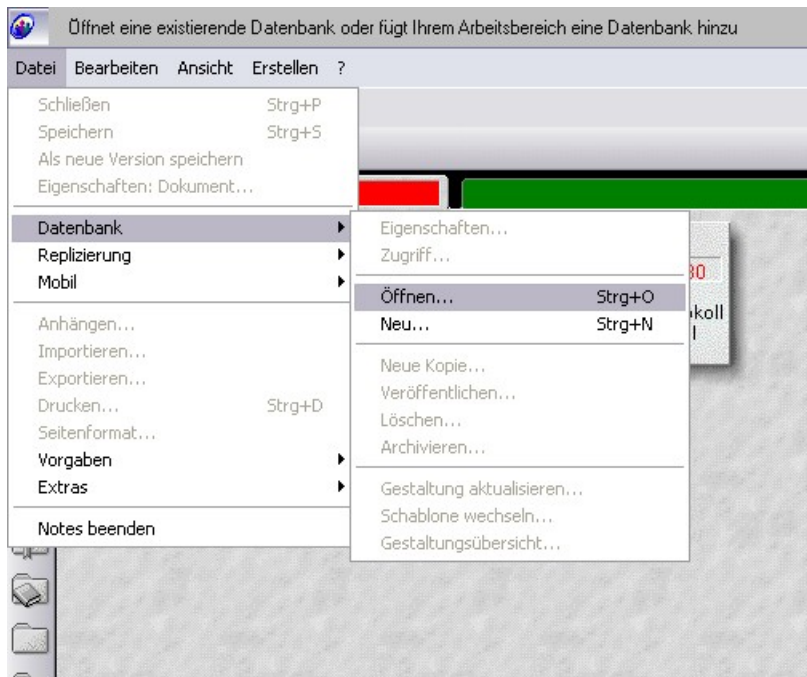 Öffnet eine existierende Datenbank oder fügt Ihrem Arbeitsbereich eine Datenbank hinzu
Datei Bearbeiten Ansicht Erstellen ?
Schließen Strg+P
Speichern Strg+S
Als neue Version speichern
Eigenschaften: Dokument...
Datenbank
Replizierung
Mobil
Anhängen...
Importieren...
Exportieren...
Drucken... Strg+D
Seitenformat...
Vorgaben
Extras
Notes beenden
Eigenschaften...
Zugriff...
Öffnen... Strg+O
Neu... Strg+N
Neue Kopie...
Veröffentlichen...
Löschen...
Archivieren...
Gestaltung aktualisieren...
Schablone wechseln...
Gestaltungsübersicht...